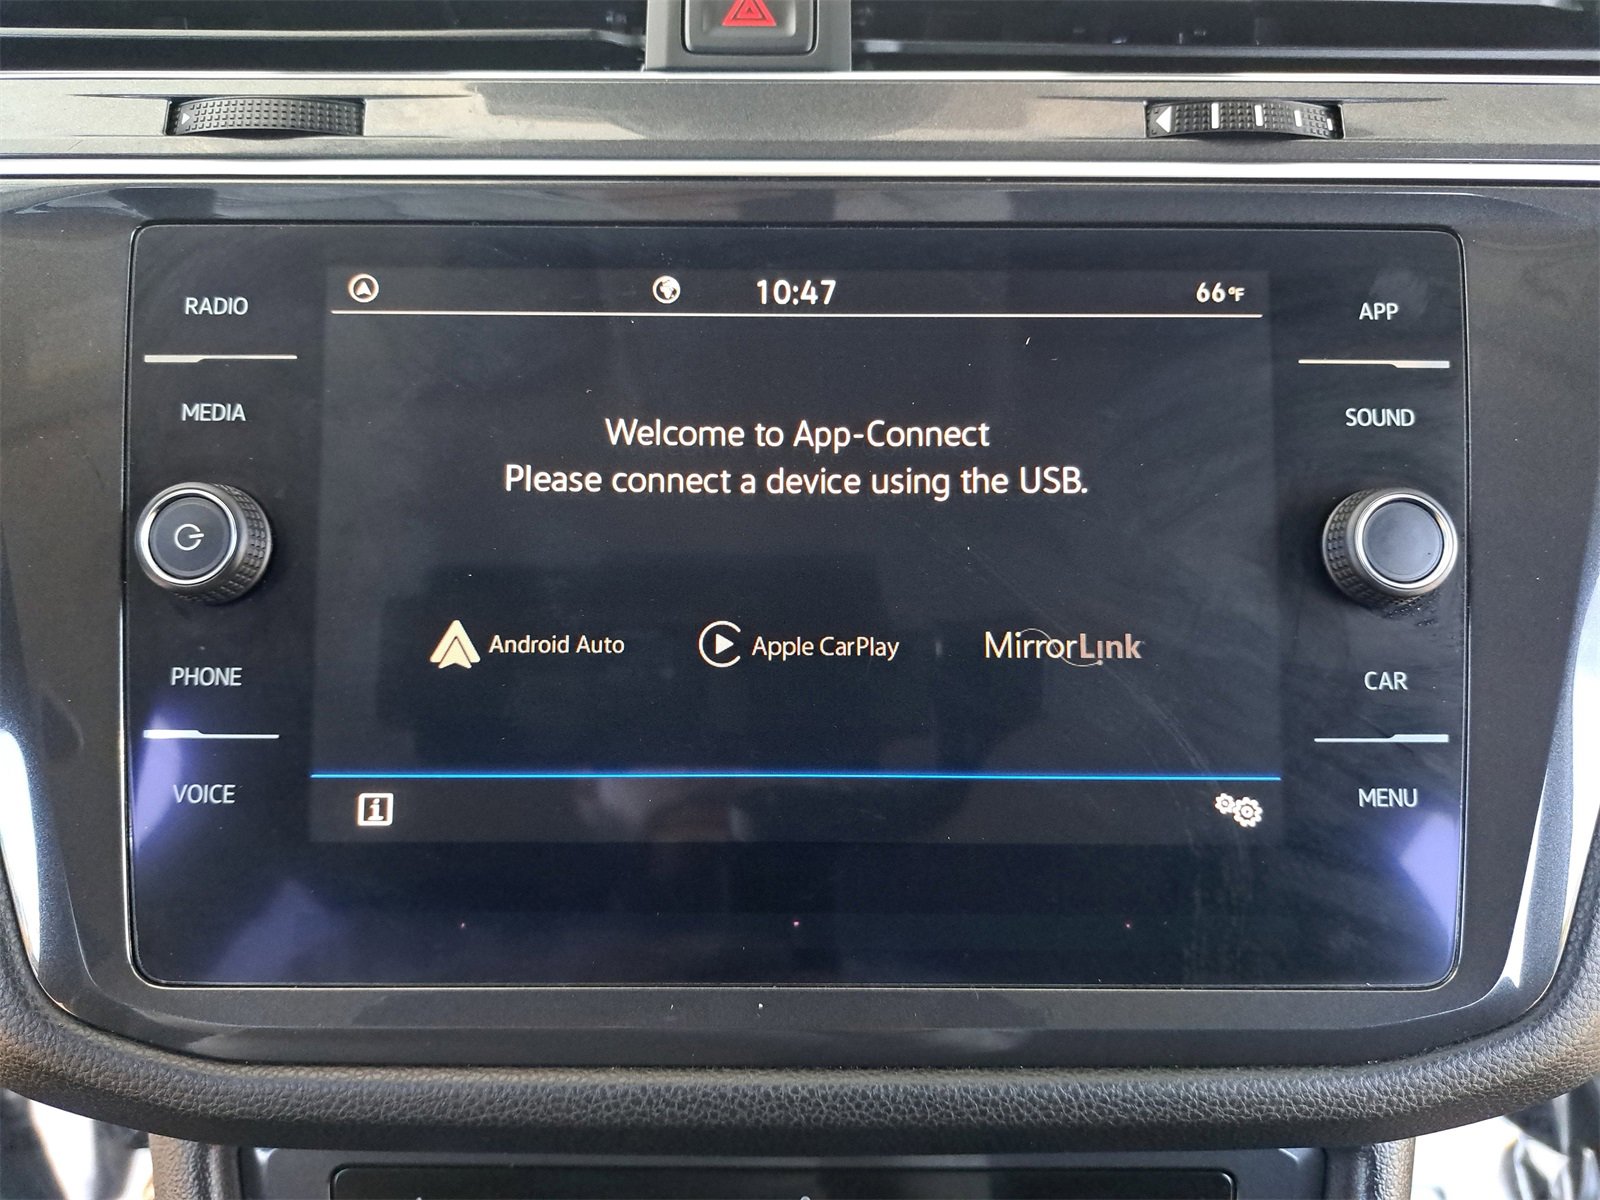 10:47
66°F
RADIO
MEDIA
PHONE
VOICE
Welcome to App-Connect
Please connect a device using the USB.
Android Auto
Apple CarPlay
MirrorLink
i
APP
SOUND
CAR
MENU